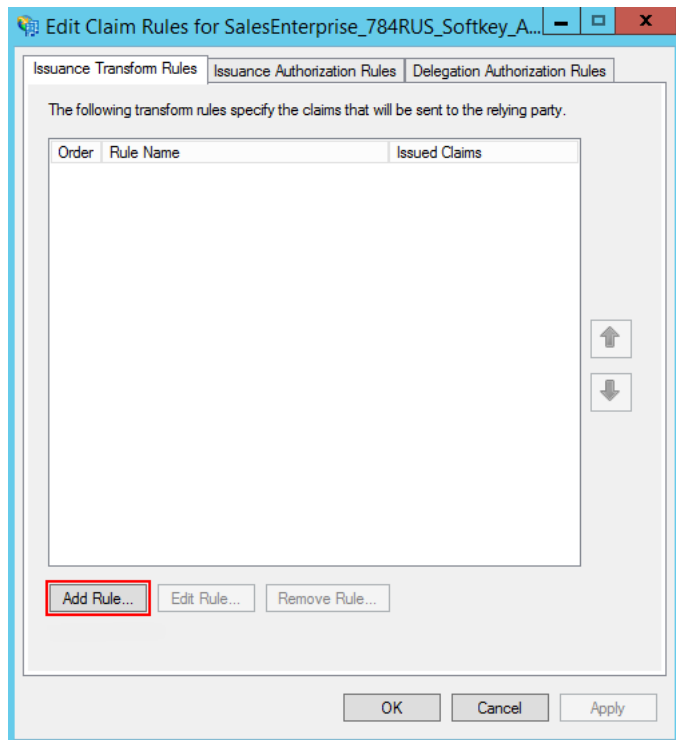 Edit Claim Rules for SalesEnterprise_784RUS_Softkey_A...
Issuance Transform Rules Issuance Authorization Rules Delegation Authorization Rules
The following transform rules specify the claims that will be sent to the relying party.
Order Rule Name Issued Claims
Add Rule... Edit Rule... Remove Rule...
OK Cancel Apply